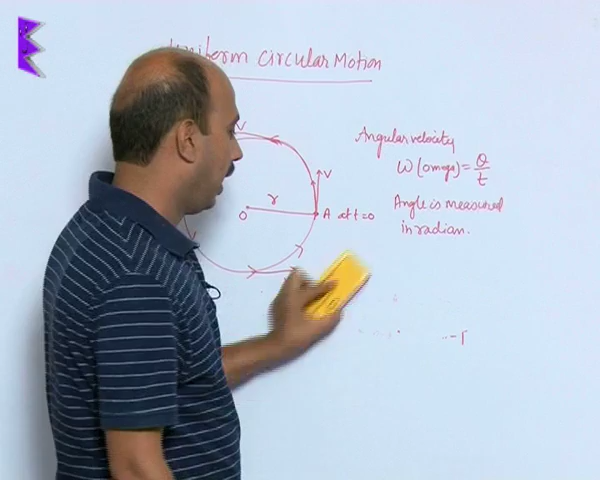 Uniform Circular Motion
V
Angular velocity
ω (omega) = θ/t
V
r
O
A at t=0
Angle is measured
in radian.